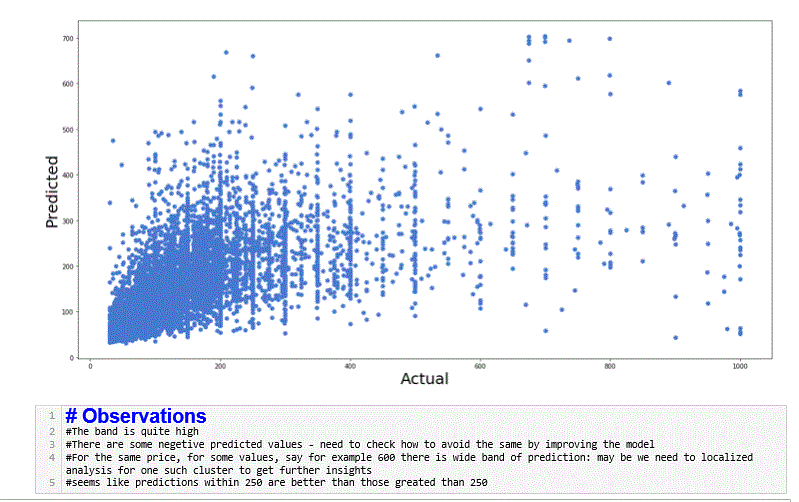 700
600
500
400
300
200
100
0
Predicted
0 200 400 600 800 1000
Actual
1 # Observations
2 #The band is quite high
3 #There are some negetive predicted values - need to check how to avoid the same by improving the model
4 #For the same price, for some values, say for example 600 there is wide band of prediction: may be we need to localized
analysis for one such cluster to get further insights
5 #seems like predictions within 250 are better than those greated than 250